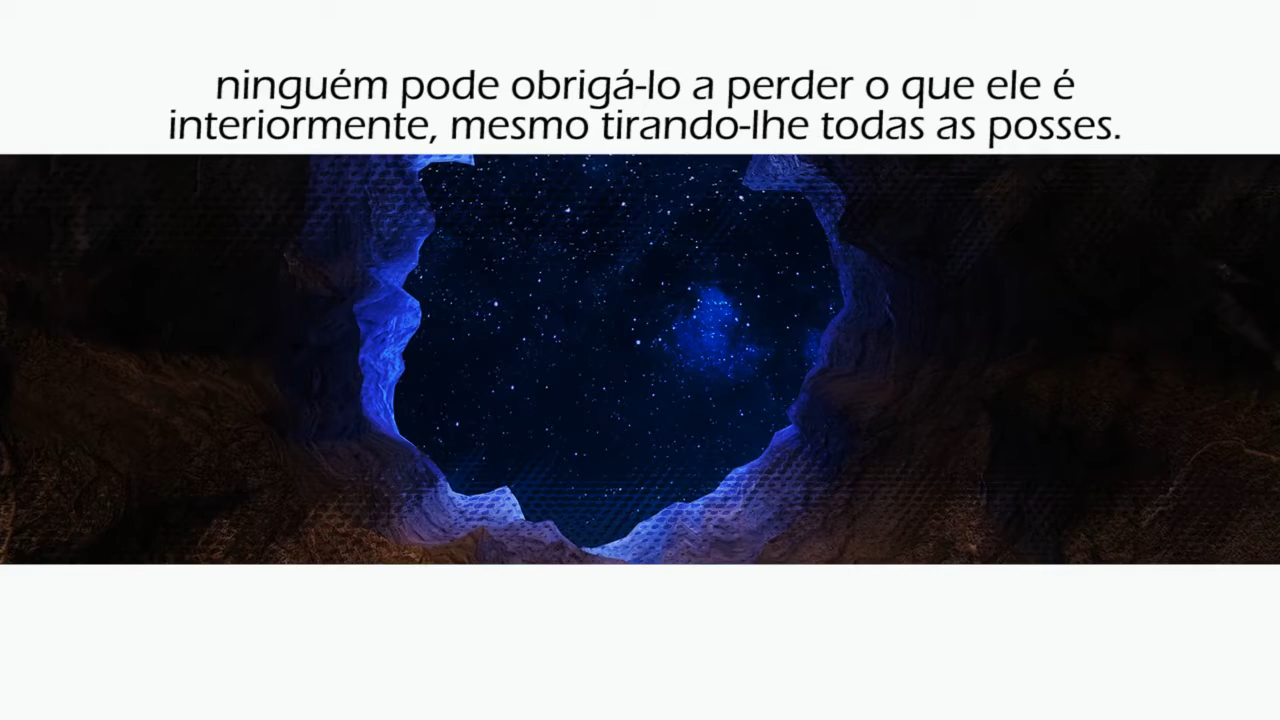 ninguém pode obrigá-lo a perder o que ele é
interiormente, mesmo tirando-lhe todas as posses.